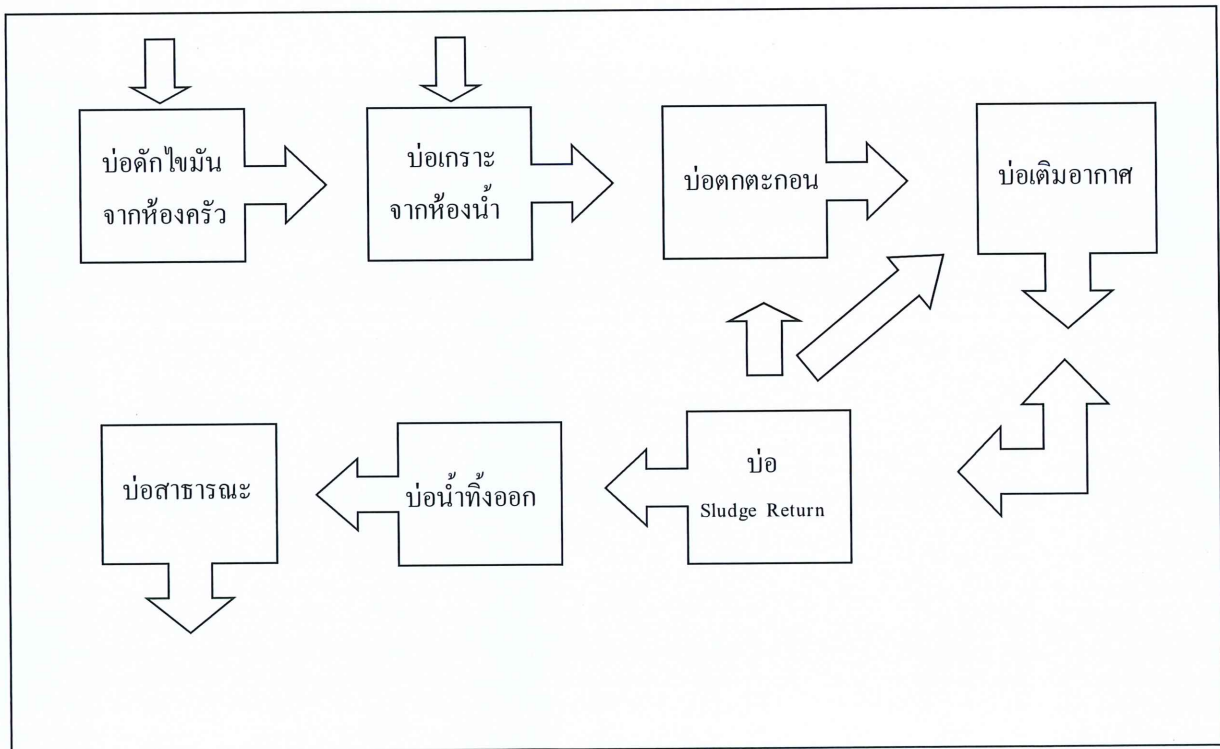 บ่อดักไขมัน
จากห้องครัว
บ่อเกราะ
จากห้องน้ำ
บ่อตกตะกอน
บ่อเติมอากาศ
บ่อสาธารณะ
บ่อน้ำทิ้งออก
บ่อ
Sludge Return